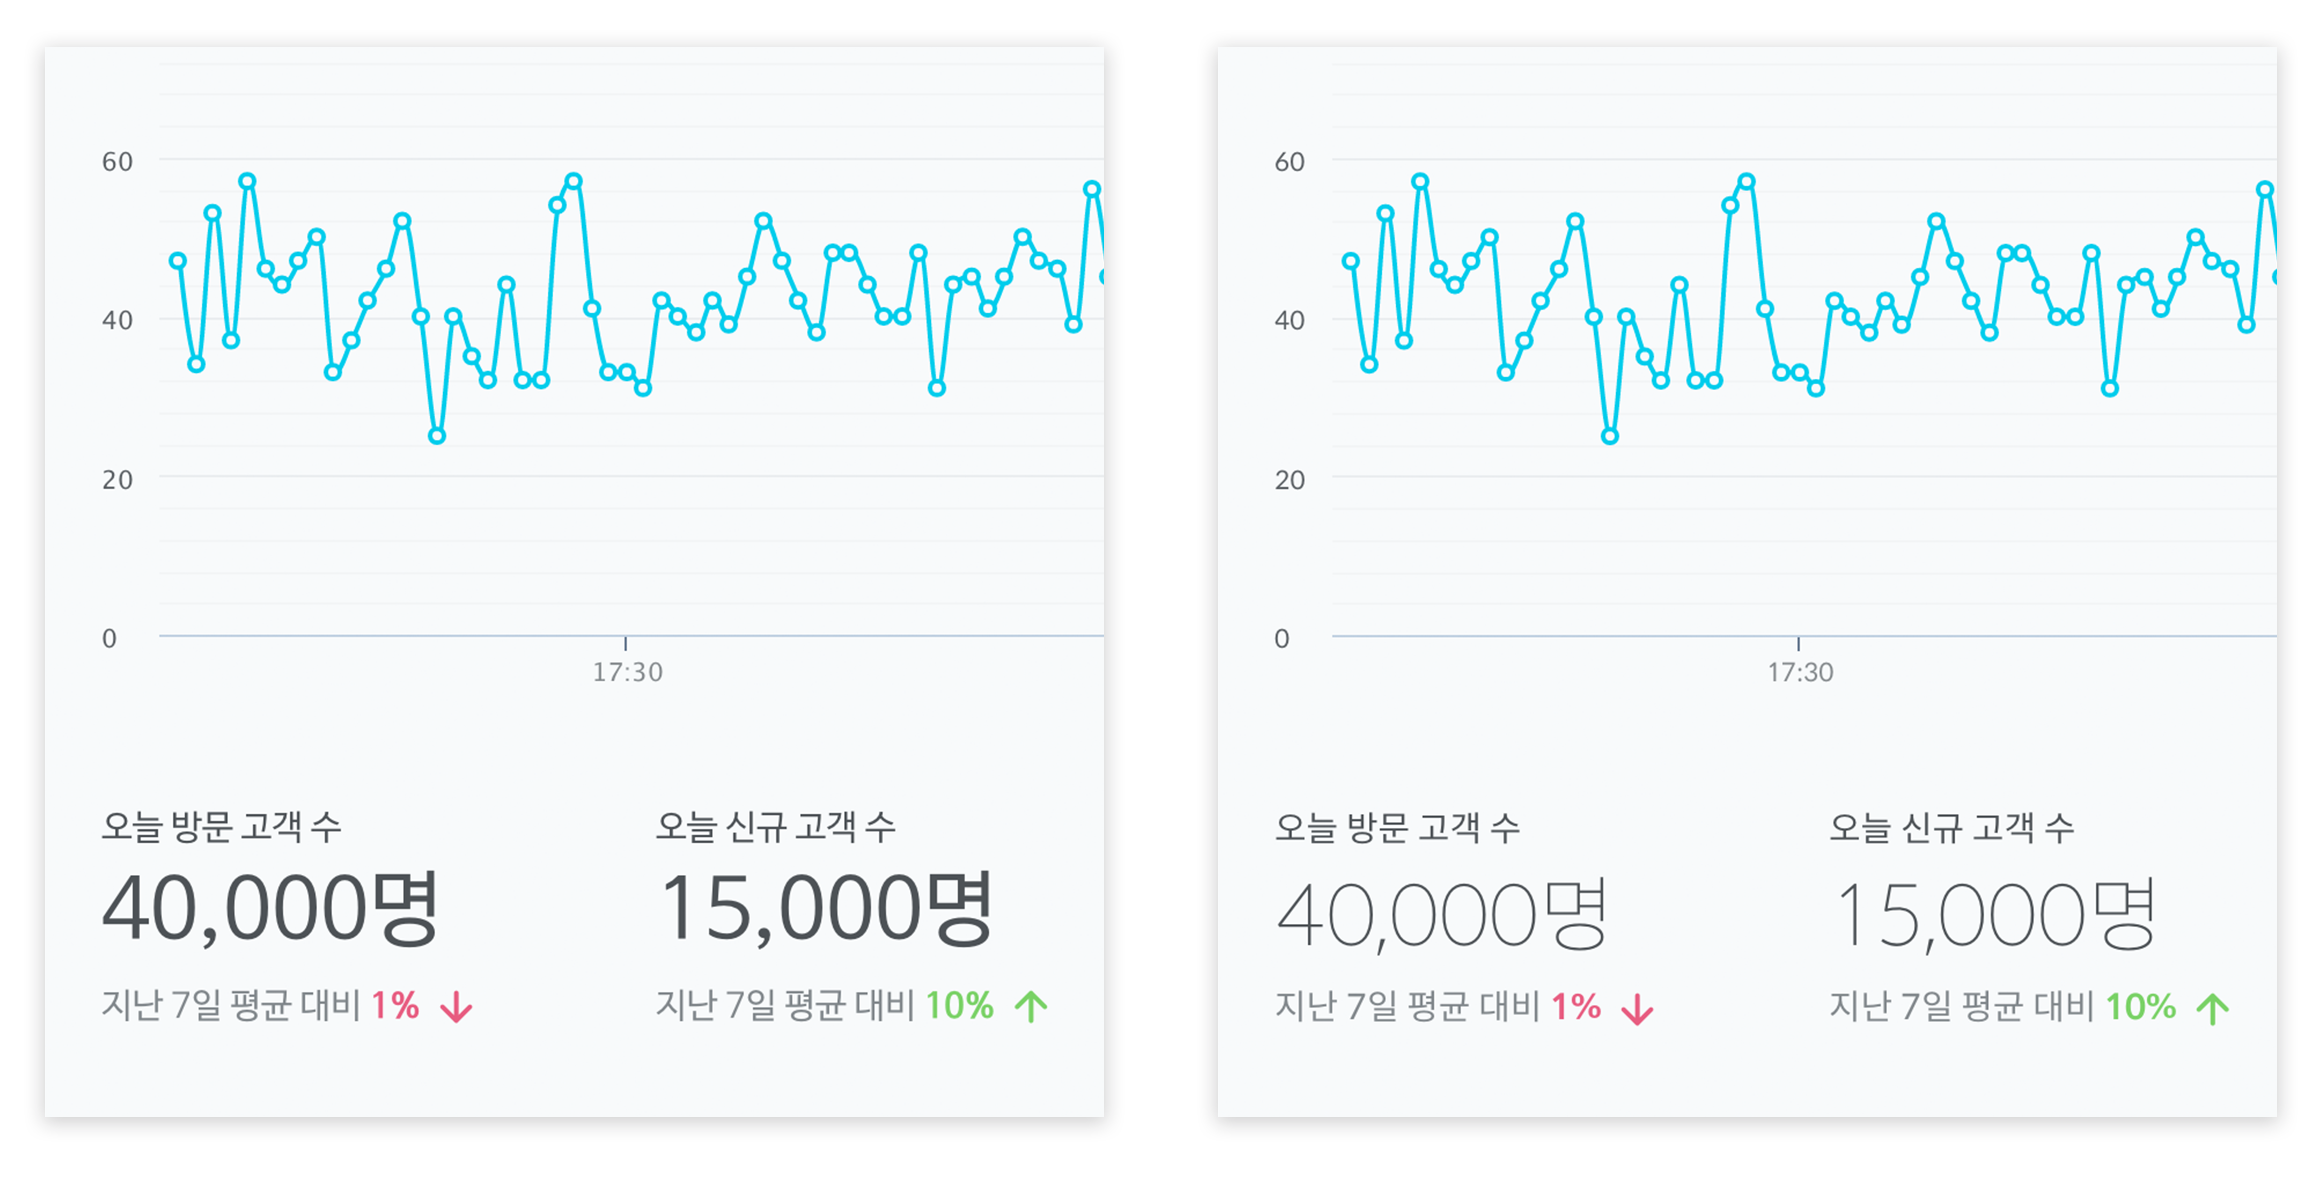 60
40
20
0
17:30
오늘 방문 고객 수
40,000명
지난 7일 평균 대비 1% ↓
오늘 신규 고객 수
15,000명
지난 7일 평균 대비 10% ↑
60
40
20
0
17:30
오늘 방문 고객 수
40,000명
지난 7일 평균 대비 1% ↓
오늘 신규 고객 수
15,000명
지난 7일 평균 대비 10% ↑